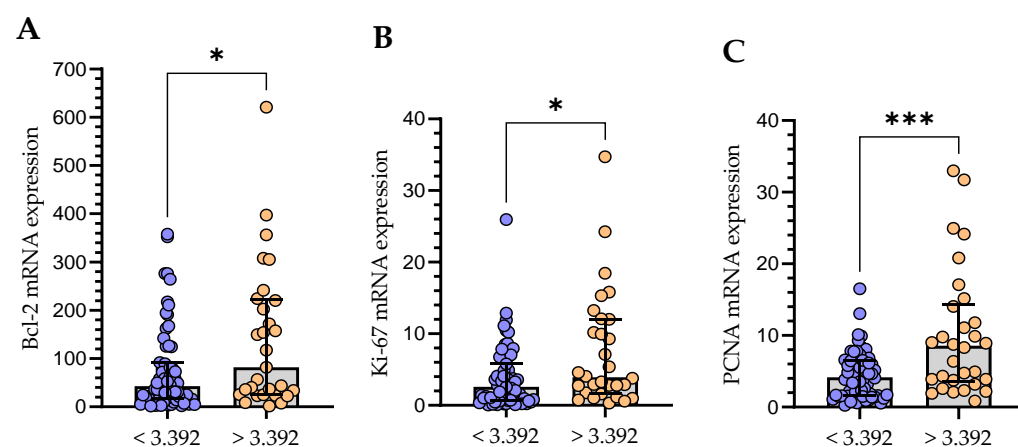 A
Bcl-2 mRNA expression
700
600
500
400
300
200
100
0
*
< 3.392 > 3.392
B
Ki-67 mRNA expression
40
30
20
10
0
*
< 3.392 > 3.392
C
PCNA mRNA expression
40
30
20
10
0
***
< 3.392 > 3.392